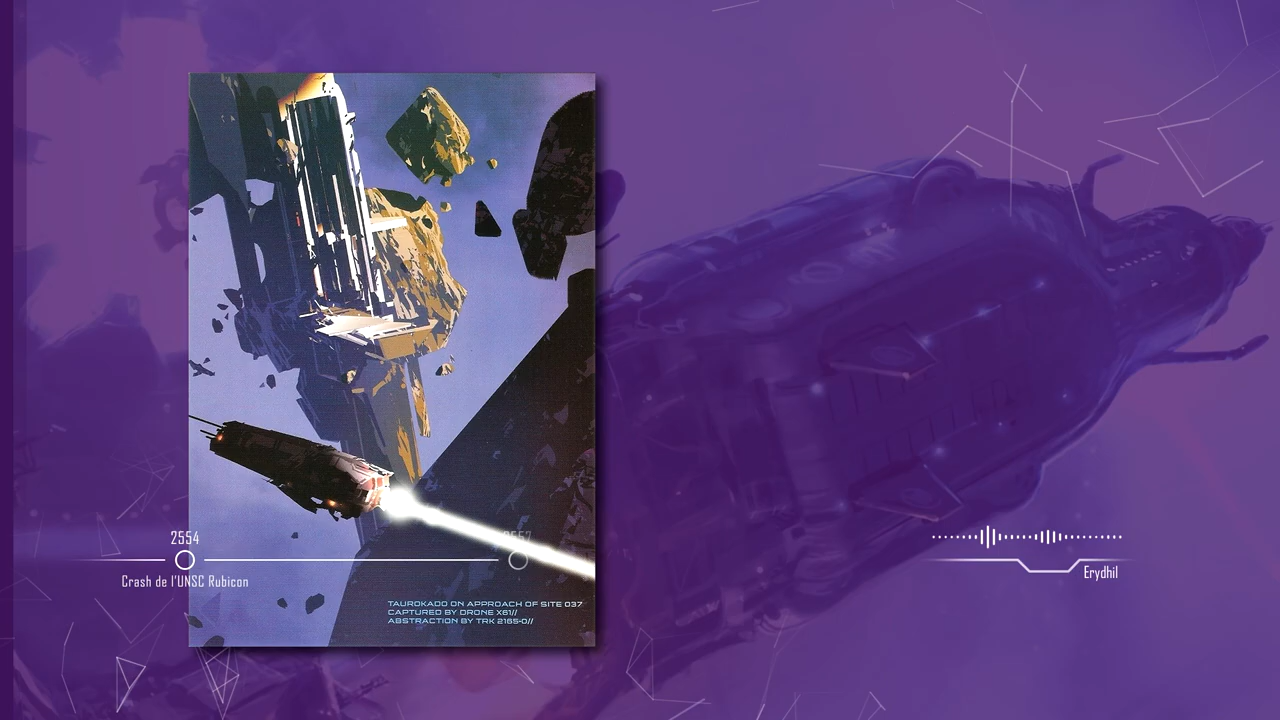 2554
2557
Crash de l'UNSC Rubicon
Erydhil
TAUROKADO ON APPROACH OF SITE 037
CAPTURED BY DRONE X61//
ABSTRACTION BY TRK 2165-0//